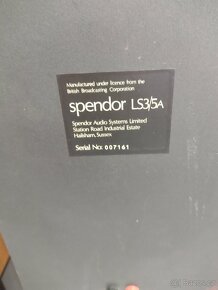 Manufactured under licence from the
British Broadcasting Corporation
spendor LS3/5A
Spendor Audio Systems Limited
Station Road Industrial Estate
Hailsham, Sussex
Serial No: 007161